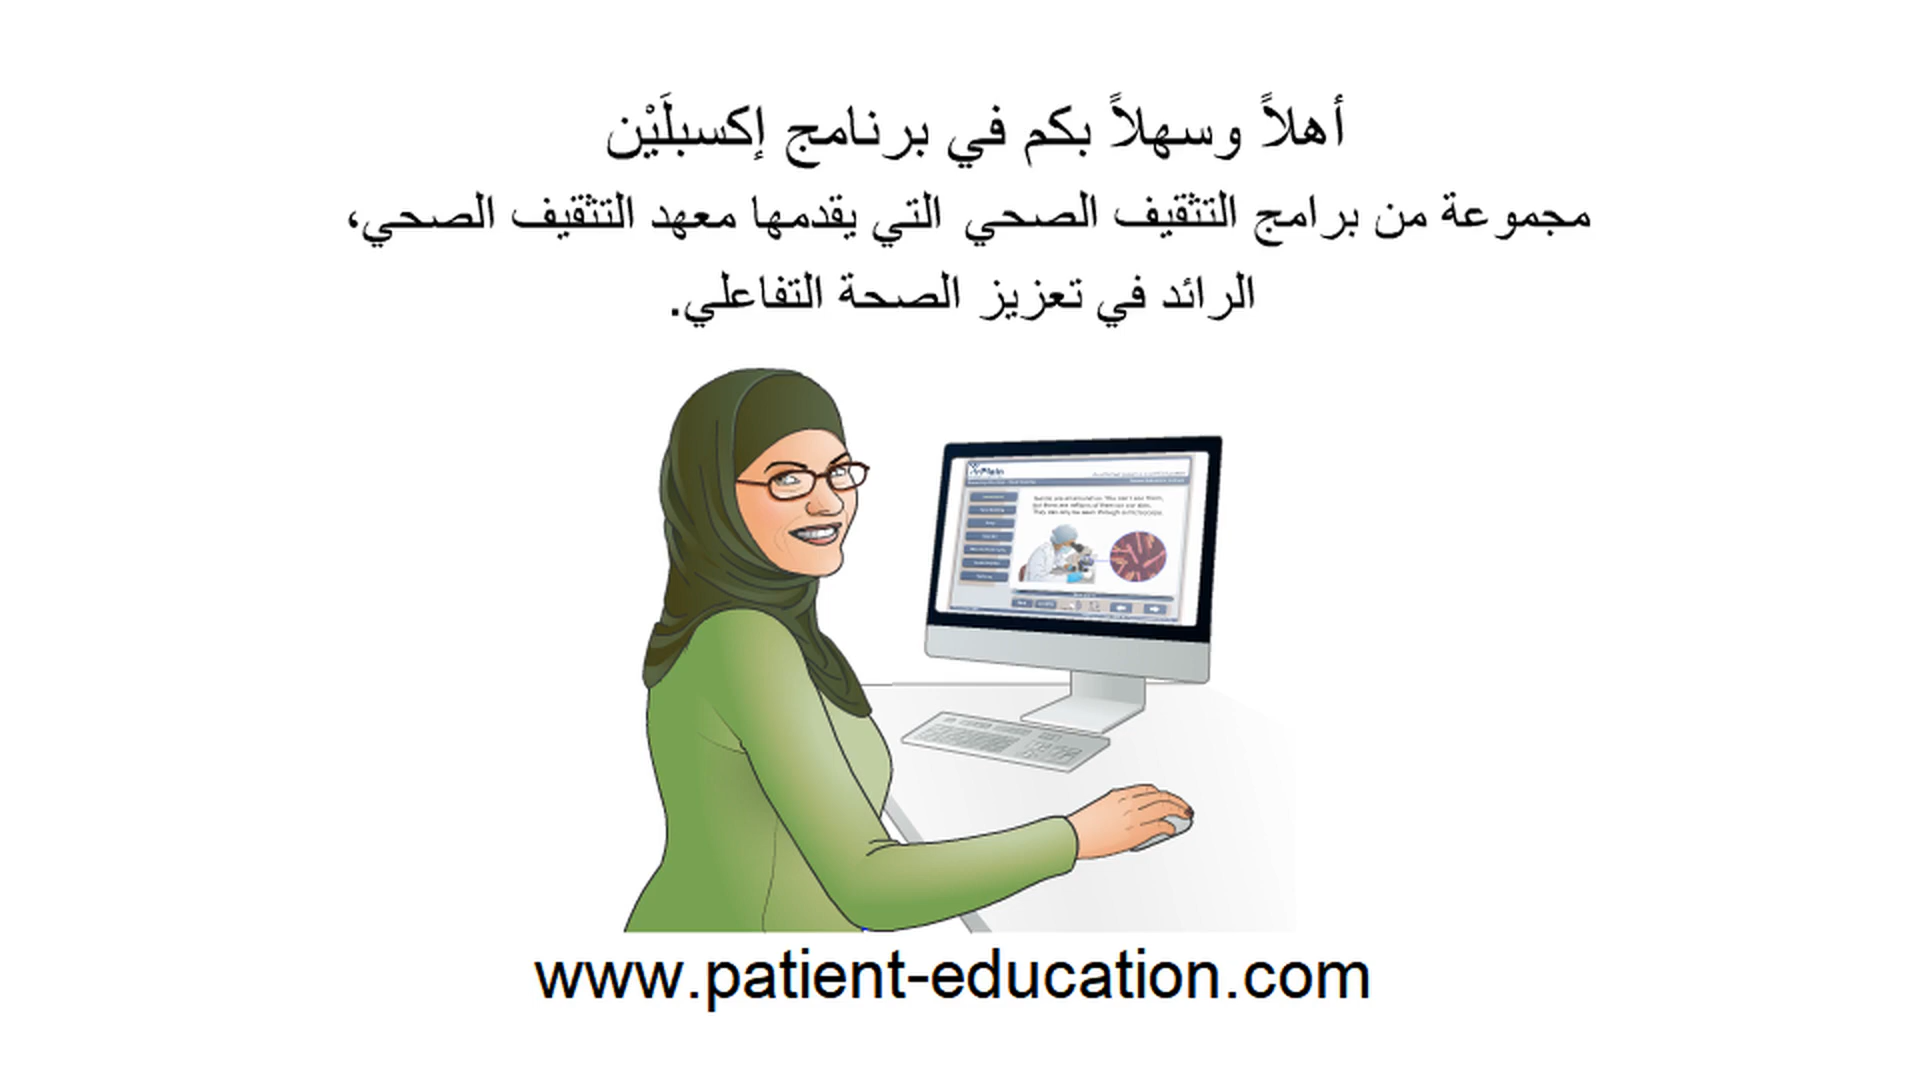 أهلاً وسهلاً بكم في برنامج إكسبلَيْن
مجموعة من برامج التثقيف الصحي التي يقدمها معهد التثقيف الصحي،
الرائد في تعزيز الصحة التفاعلي.
www.patient-education.com